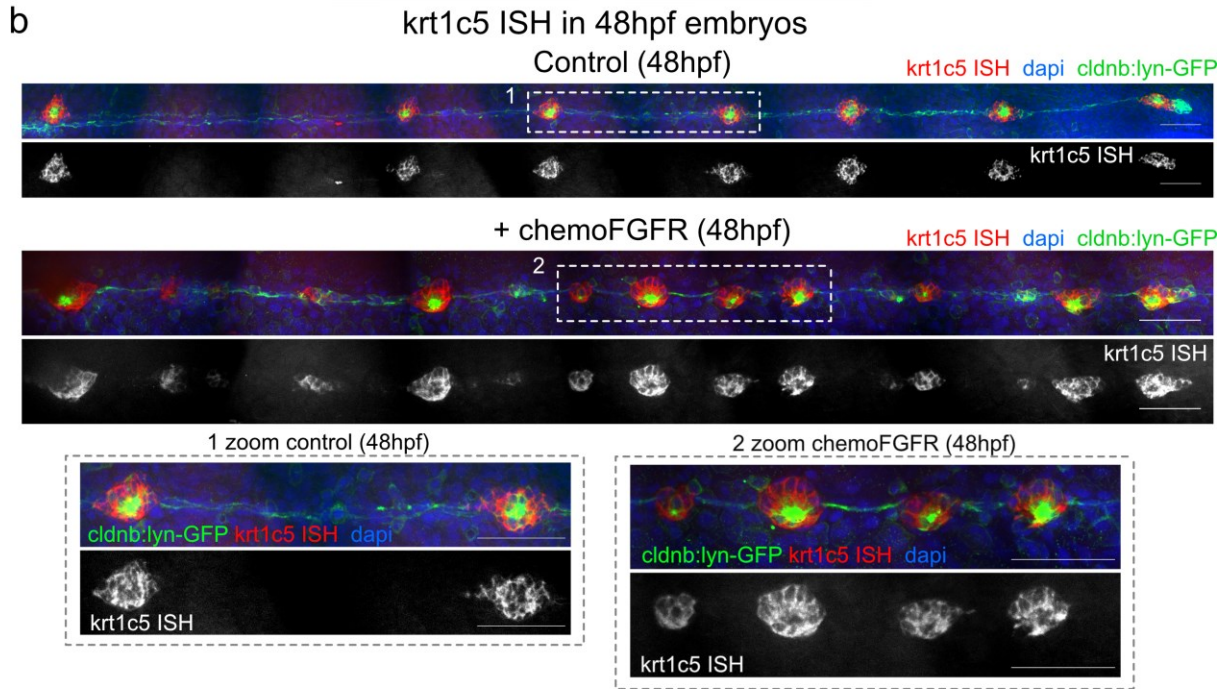 b
krt1c5 ISH in 48hpf embryos
Control (48hpf)
krt1c5 ISH dapi cldnb:lyn-GFP
1
krt1c5 ISH
+ chemoFGFR (48hpf)
krt1c5 ISH dapi cldnb:lyn-GFP
2
krt1c5 ISH
1 zoom control (48hpf)
cldnb:lyn-GFP krt1c5 ISH dapi
krt1c5 ISH
2 zoom chemoFGFR (48hpf)
cldnb:lyn-GFP krt1c5 ISH dapi
krt1c5 ISH